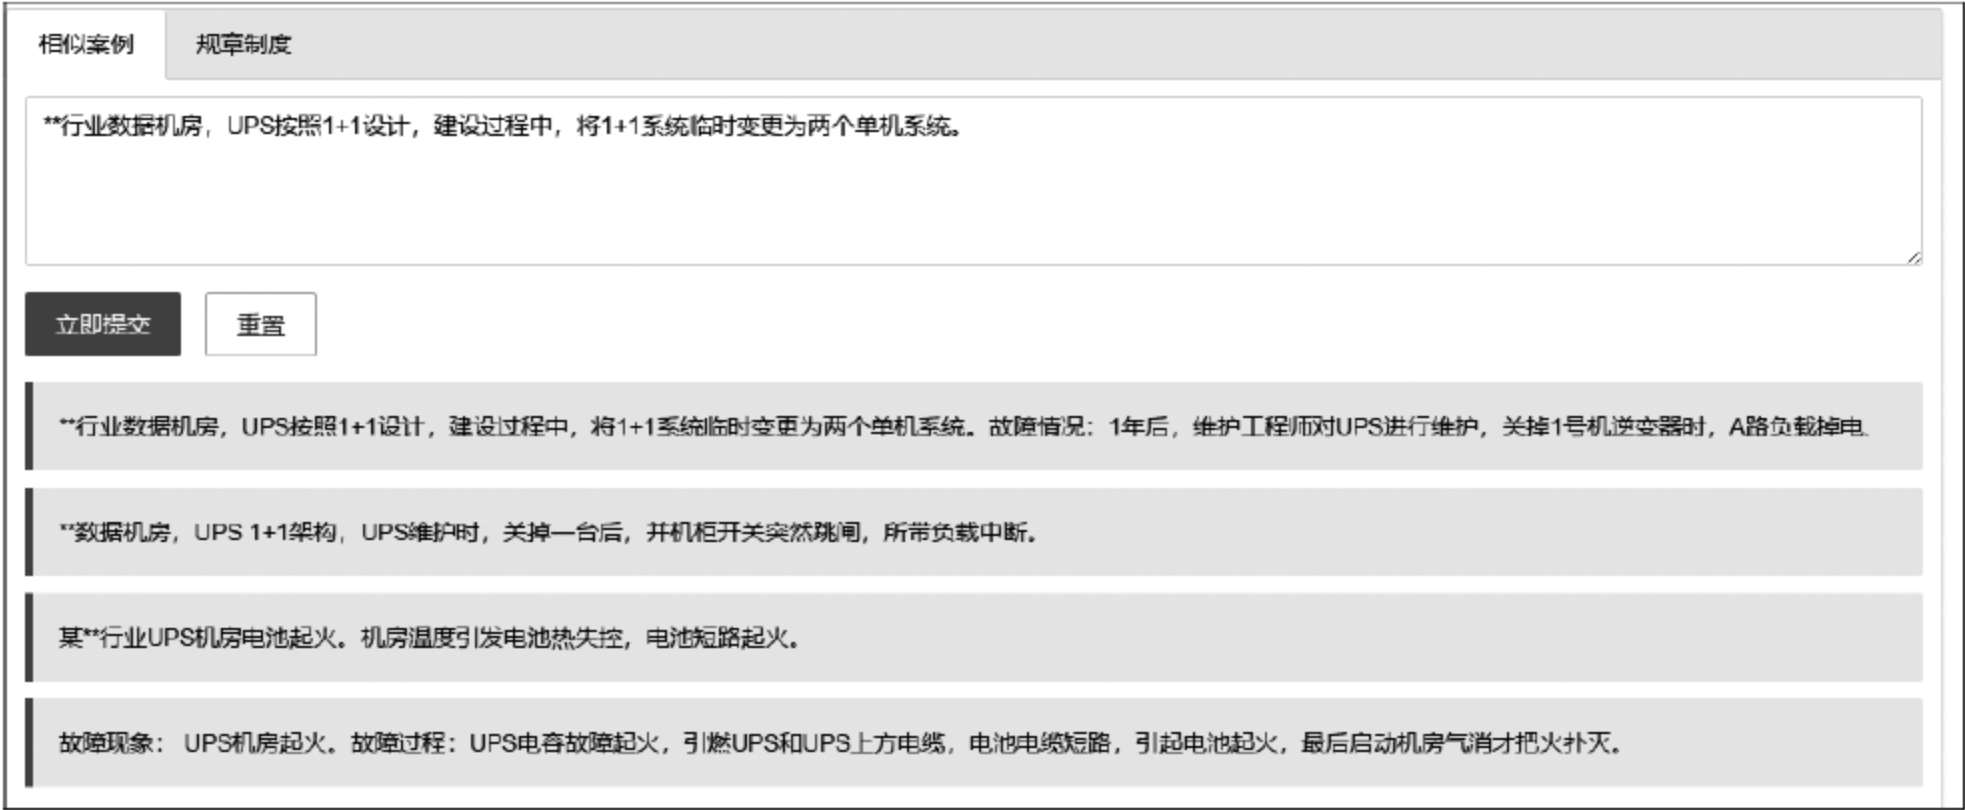 相似案例 规章制度
**行业数据机房，UPS按照1+1设计，建设过程中，将1+1系统临时变更为两个单机系统。
立即提交 重置
**行业数据机房，UPS按照1+1设计，建设过程中，将1+1系统临时变更为两个单机系统。故障情况：1年后，维护工程师对UPS进行维护，关掉1号机逆变器时，A路负载掉电.
**数据机房，UPS 1+1架构，UPS维护时，关掉一台后，并机柜开关突然跳闸，所带负载中断。
某**行业UPS机房电池起火。机房温度引发电池热失控，电池短路起火。
故障现象： UPS机房起火。故障过程：UPS电容故障起火，引燃UPS和UPS上方电缆，电池电缆短路，引起电池起火，最后启动机房气消才把火扑灭。